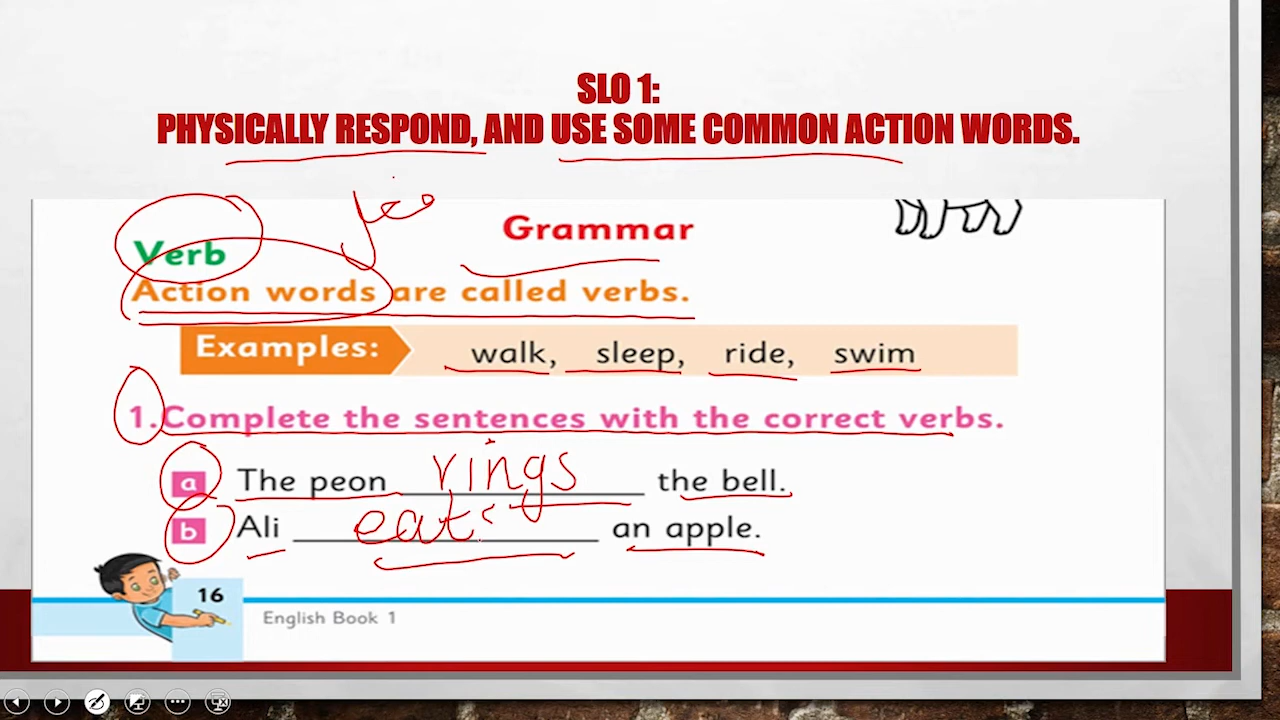 SLO 1:
PHYSICALLY RESPOND, AND USE SOME COMMON ACTION WORDS.
Grammar
Verb
Action words are called verbs.
Examples: walk, sleep, ride, swim
1. Complete the sentences with the correct verbs.
a The peon rings the bell.
b Ali eats an apple.
16
English Book 1